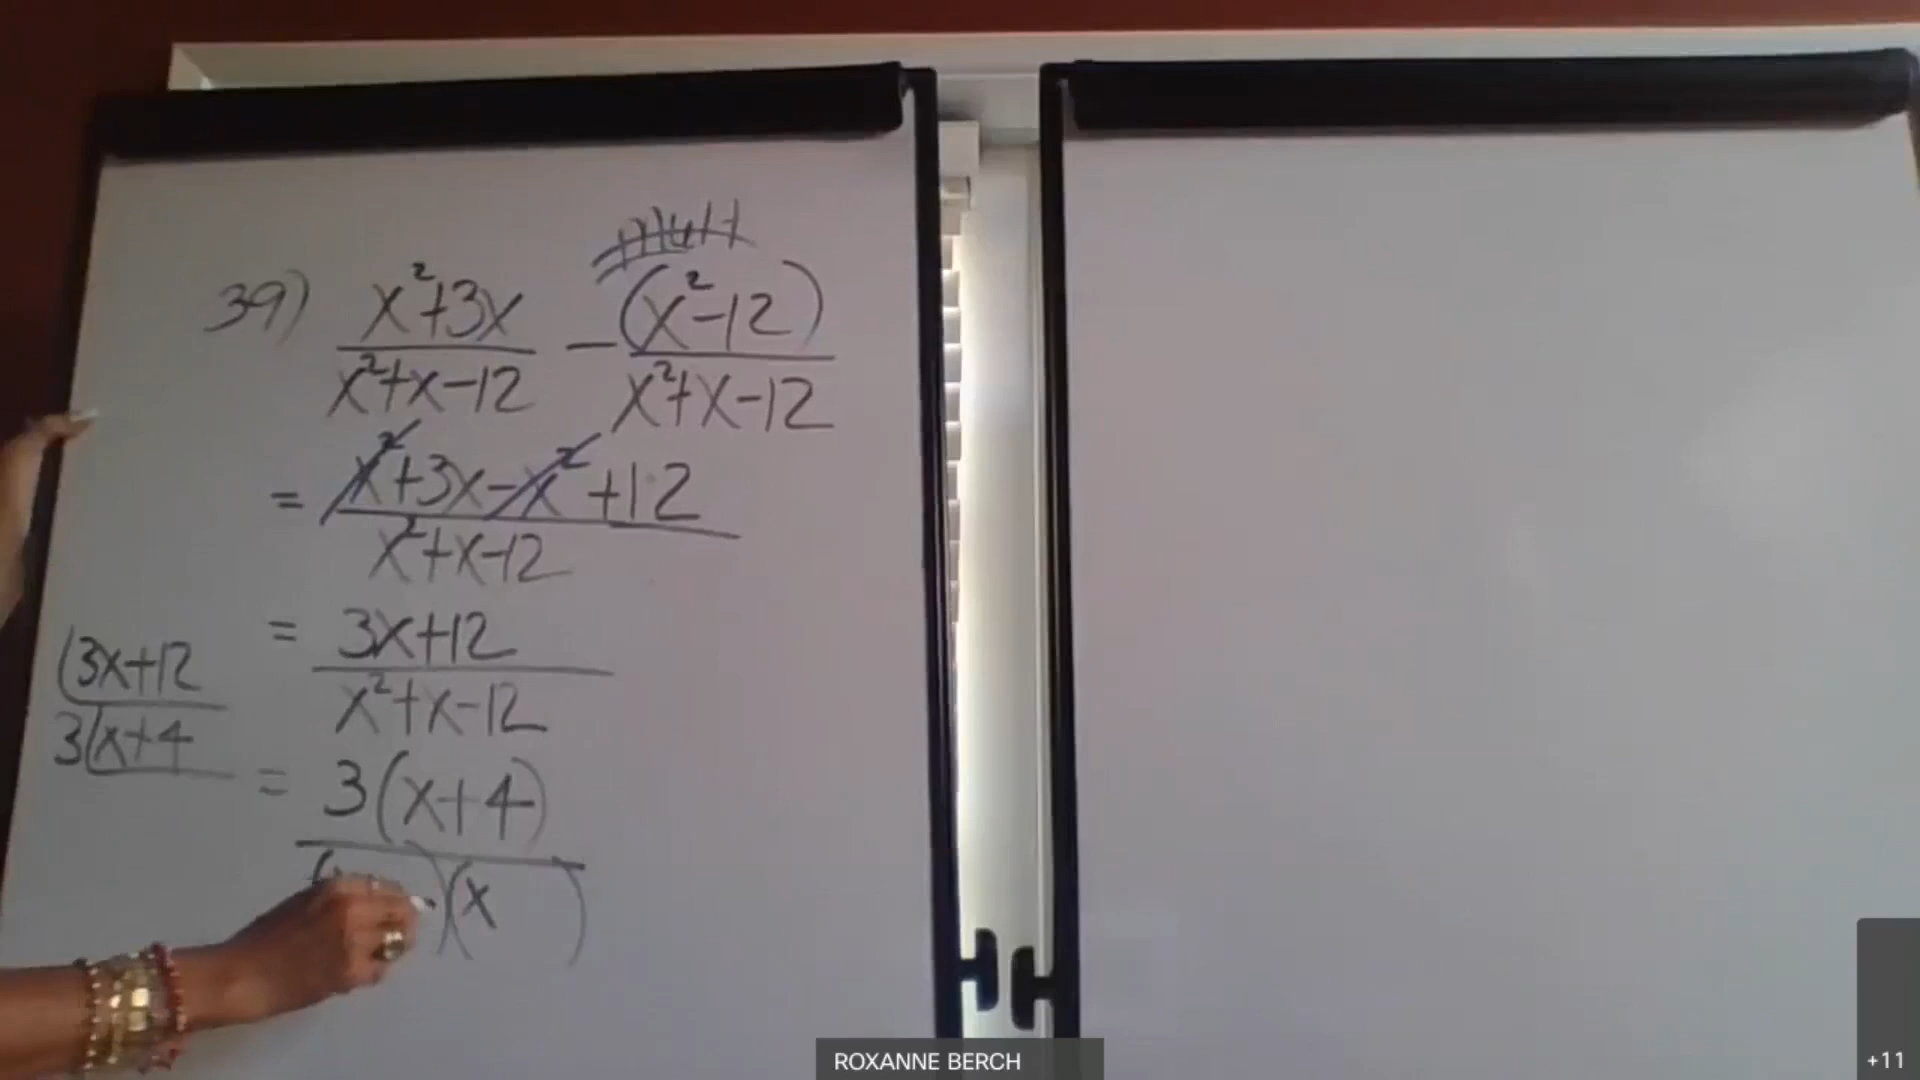 mult
39) x²+3x / x²+x-12 - (x²-12) / x²+x-12
= x²+3x-x²+12 / x²+x-12
= 3x+12 / x²+x-12
(3x+12
3(x+4
= 3(x+4)
( )(x )
ROXANNE BERCH
+11